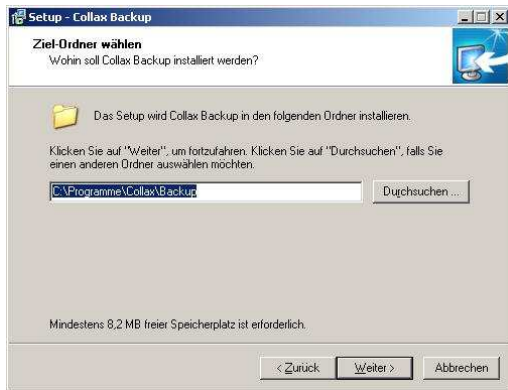 Setup - Collax Backup
Ziel-Ordner wählen
Wohin soll Collax Backup installiert werden?
Das Setup wird Collax Backup in den folgenden Ordner installieren.
Klicken Sie auf "Weiter", um fortzufahren. Klicken Sie auf "Durchsuchen", falls Sie
einen anderen Ordner auswählen möchten.
C:\Programme\Collax\Backup
Durchsuchen ...
Mindestens 8,2 MB freier Speicherplatz ist erforderlich.
< Zurück
Weiter >
Abbrechen